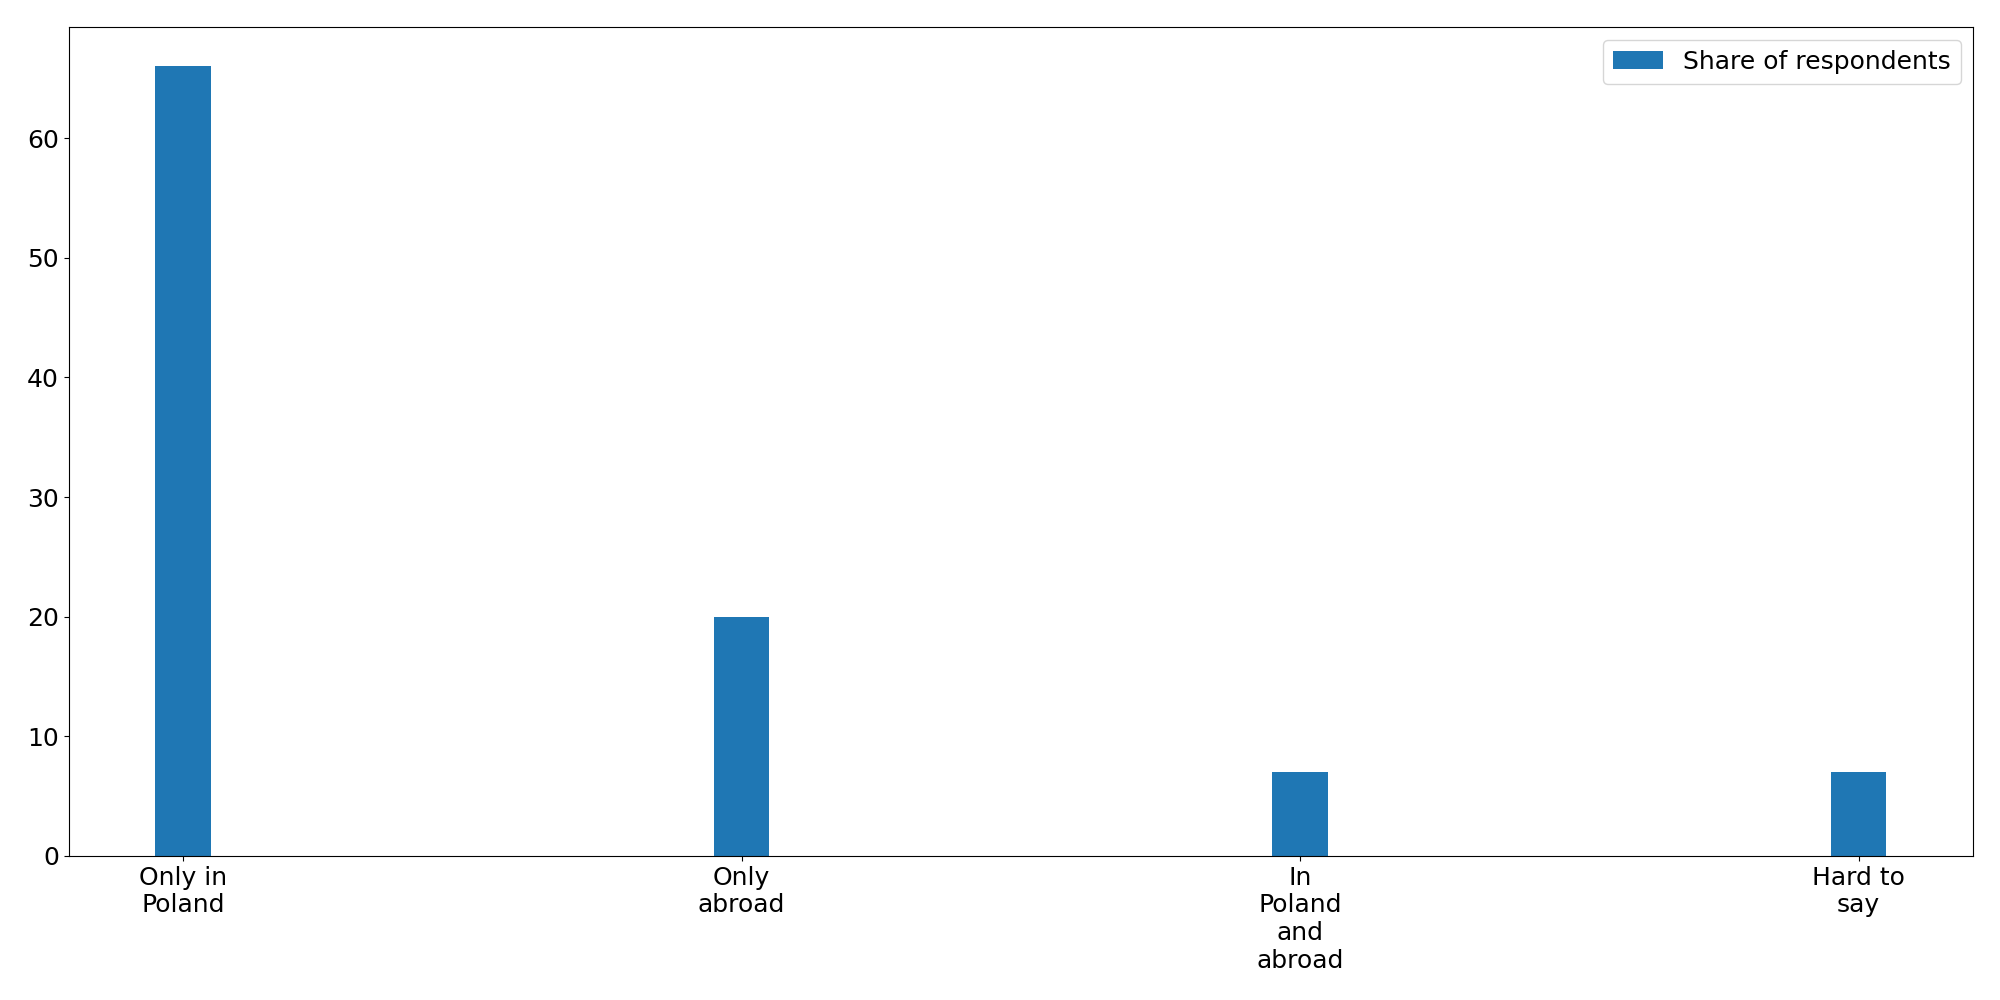 Share of respondents
60
50
40
30
20
10
0
Only in
Poland
Only
abroad
In
Poland
and
abroad
Hard to
say